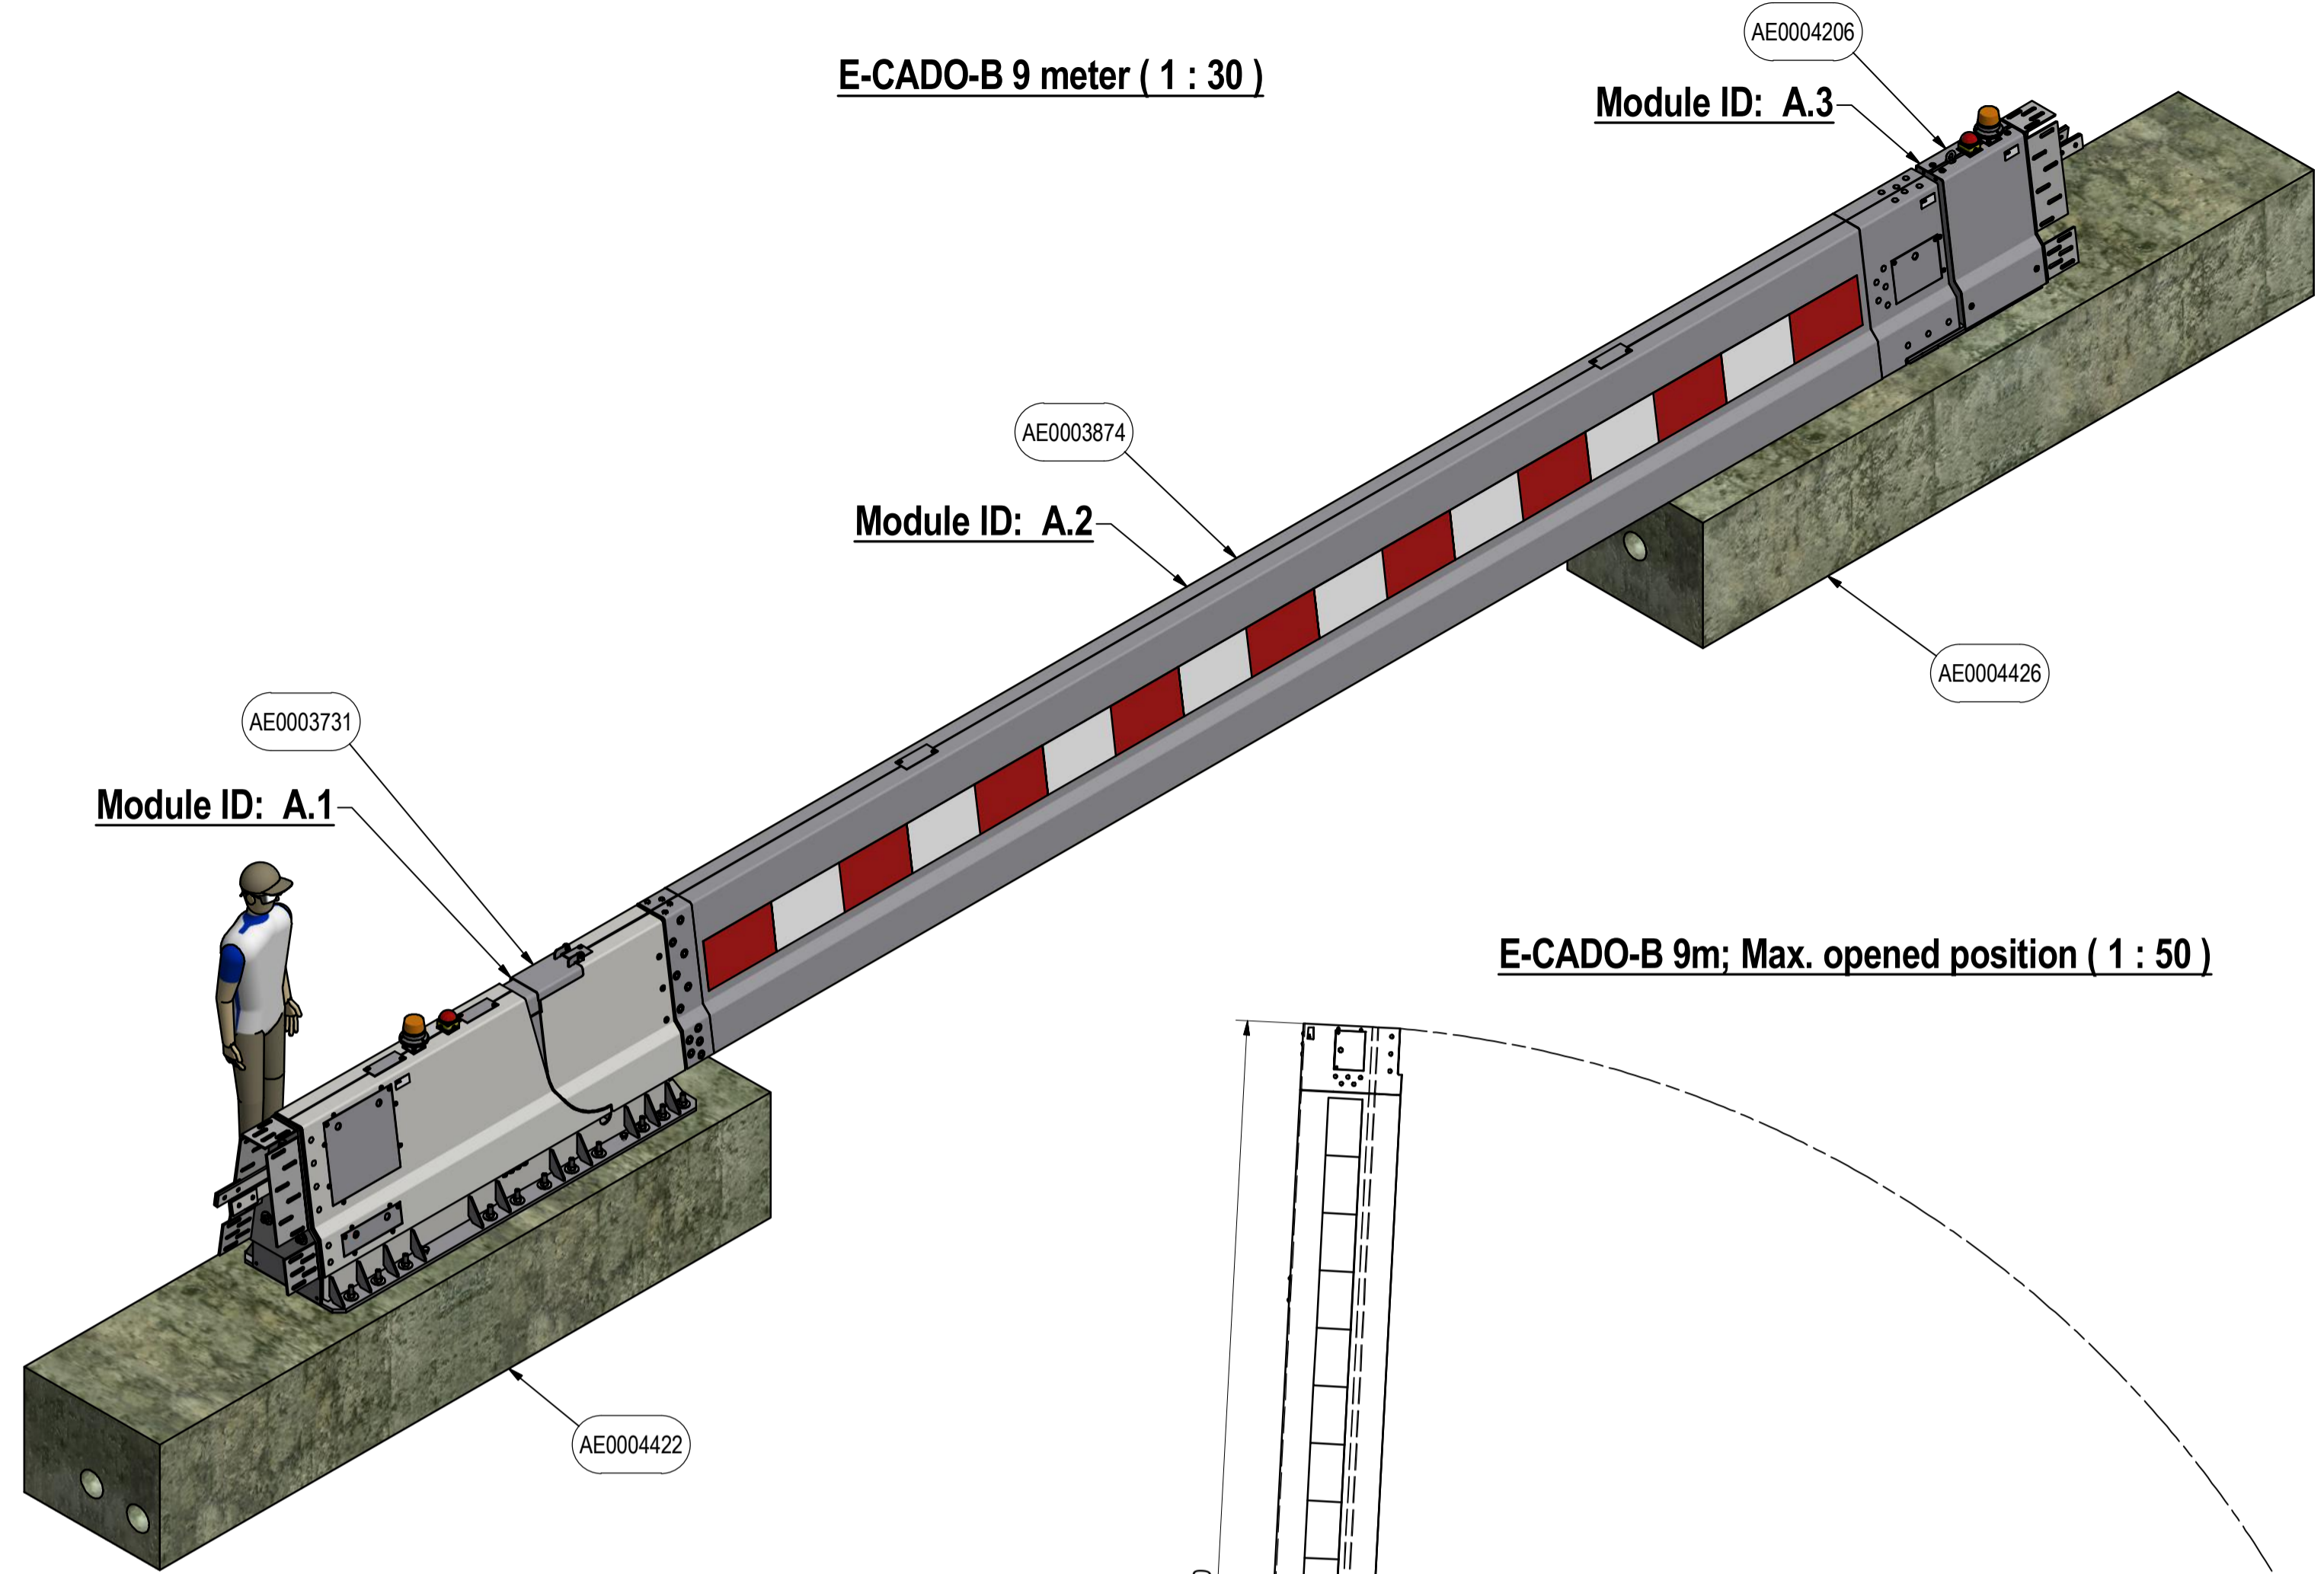 AE0004206
E-CADO-B 9 meter ( 1 : 30 )
Module ID: A.3
AE0003874
Module ID: A.2
AE0004426
AE0003731
Module ID: A.1
E-CADO-B 9m; Max. opened position ( 1 : 50 )
AE0004422